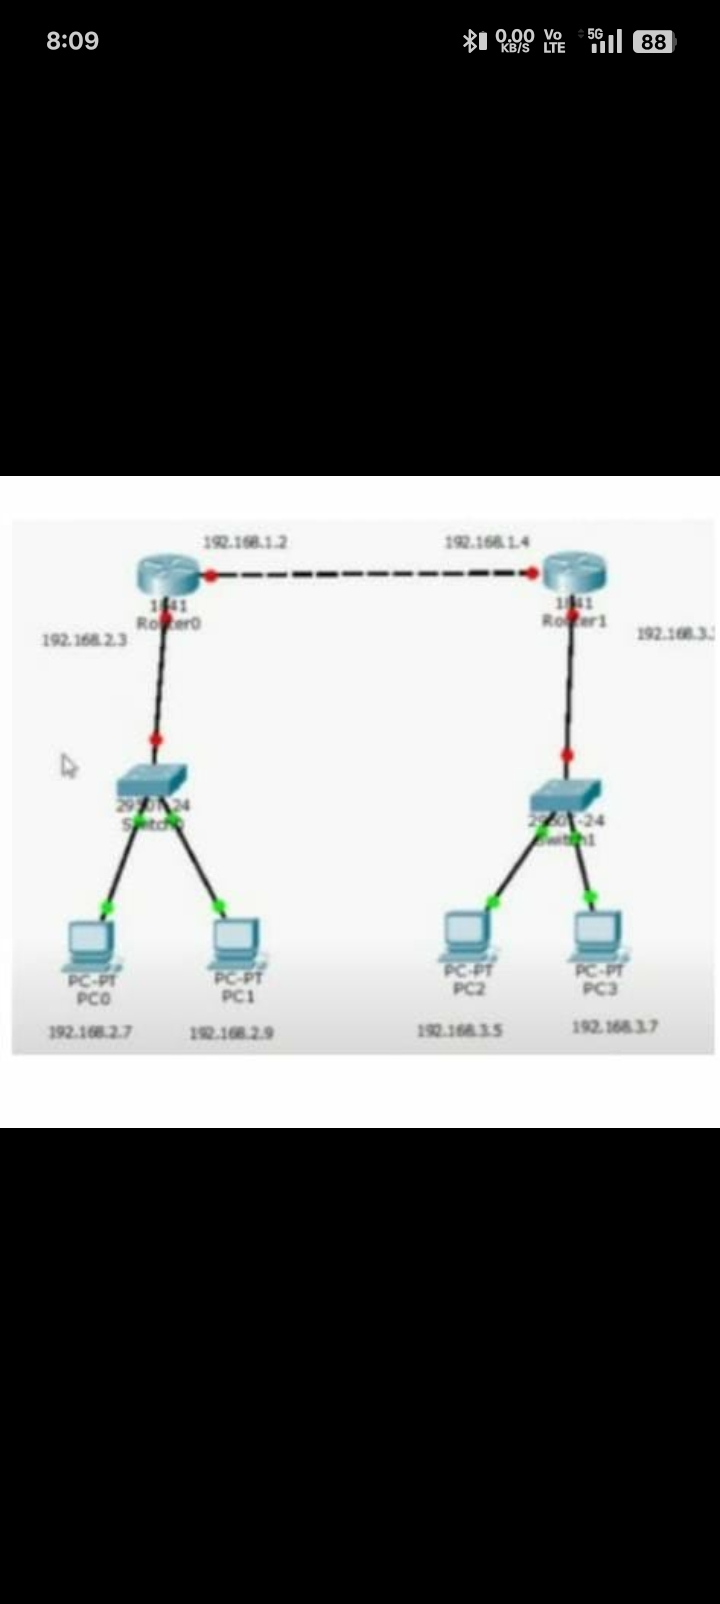 8:09
0.00 KB/S
Vo LTE
5G
88
192.168.1.2
192.168.1.4
1841
Router0
1841
Router1
192.168.2.3
192.168.3.
24
Switch0
-24
Switch1
PC-PT
PC0
PC-PT
PC1
PC-PT
PC2
PC-PT
PC3
192.168.2.7
192.168.2.9
192.168.3.5
192.168.3.7